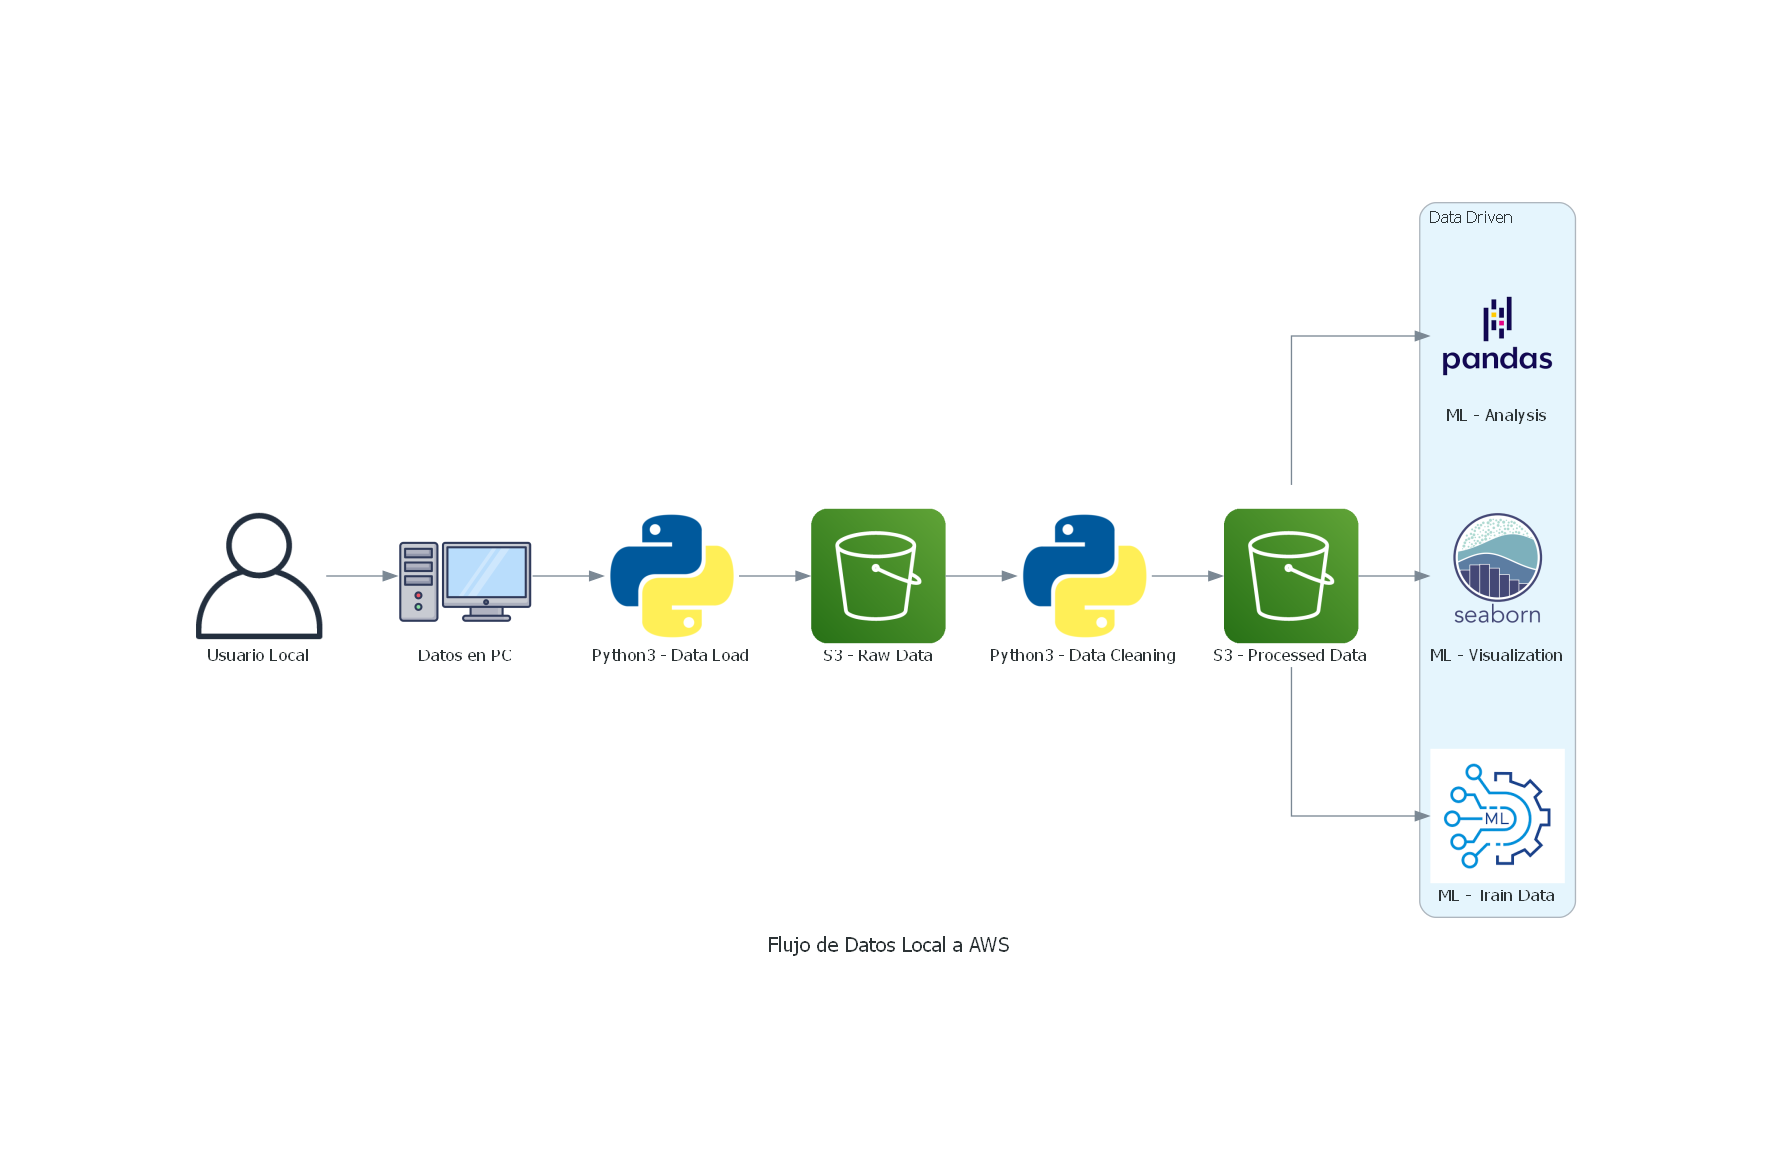 Data Driven
pandas
ML - Analysis
Usuario Local
Datos en PC
Python3 - Data Load
S3 - Raw Data
Python3 - Data Cleaning
S3 - Processed Data
seaborn
ML - Visualization
ML
ML - Train Data
Flujo de Datos Local a AWS